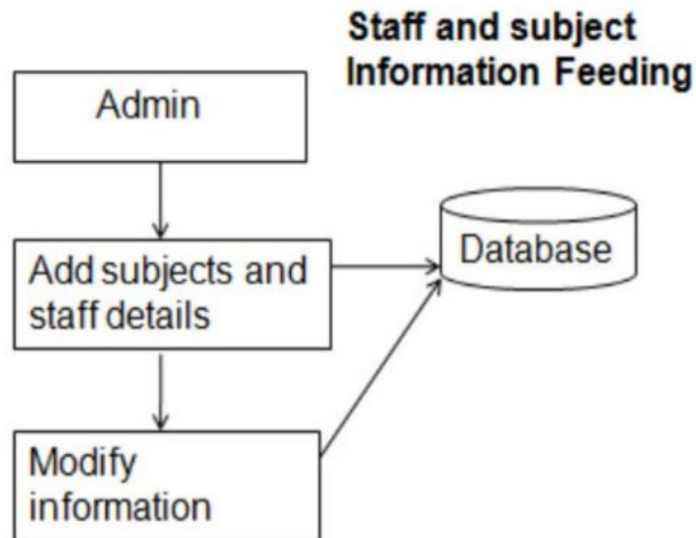 Staff and subject
Information Feeding
Admin
Add subjects and
staff details
Database
Modify
information